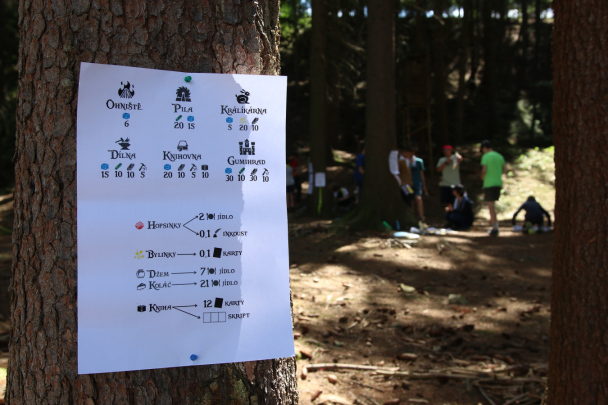 Ohniště Pila Králíkárna
6 20 15 5 20 10
Dílna Knihovna Gumihrad
15 10 10 5 20 10 5 10 30 10 30 10
Hopsinky 2 jídlo
0.1 inkoust
Bylinky 0.1 karty
Džem 7 jídlo
Koláč 21 jídlo
Kniha 12 karty
skript